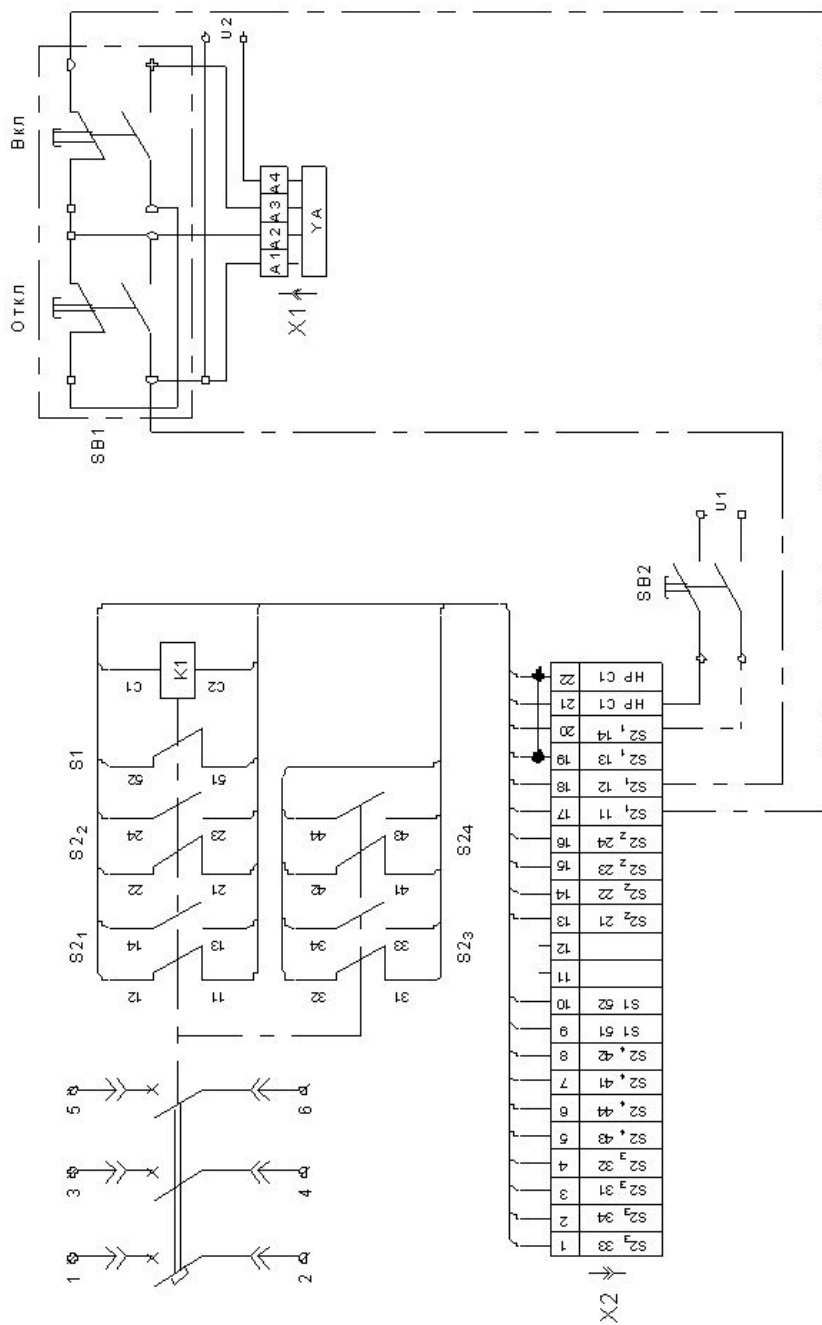 Откл Вкл
SB1
U2
A1 A2 A3 A4
YA
X1
1 3 5
2 4 6
S2₁ S2₂ S1
12 14 22 24 52 C1
K1
11 13 21 23 51 C2
32 34 42 44
31 33 41 43
S2₃ S2₄
SB2
U1
X2
1 S2₃ 33
2 S2₃ 34
3 S2₃ 31
4 S2₃ 32
5 S2₄ 43
6 S2₄ 44
7 S2₄ 41
8 S2₄ 42
9 S1 51
10 S1 52
11
12
13 S2₂ 21
14 S2₂ 22
15 S2₂ 23
16 S2₂ 24
17 S2₁ 11
18 S2₁ 12
19 S2₁ 13
20 S2₁ 14
21 HP C1
22 HP C1